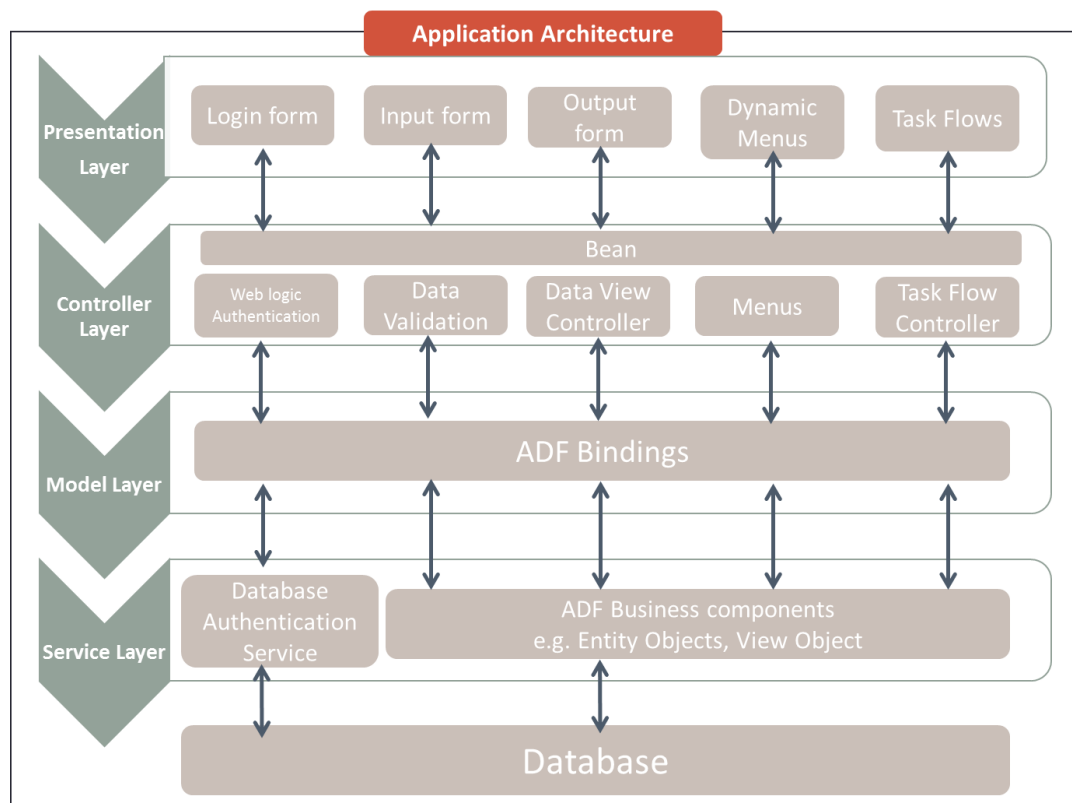 Application Architecture
Presentation
Layer
Login form
Input form
Output
form
Dynamic
Menus
Task Flows
Controller
Layer
Bean
Web logic
Authentication
Data
Validation
Data View
Controller
Menus
Task Flow
Controller
Model Layer
ADF Bindings
Service Layer
Database
Authentication
Service
ADF Business components
e.g. Entity Objects, View Object
Database